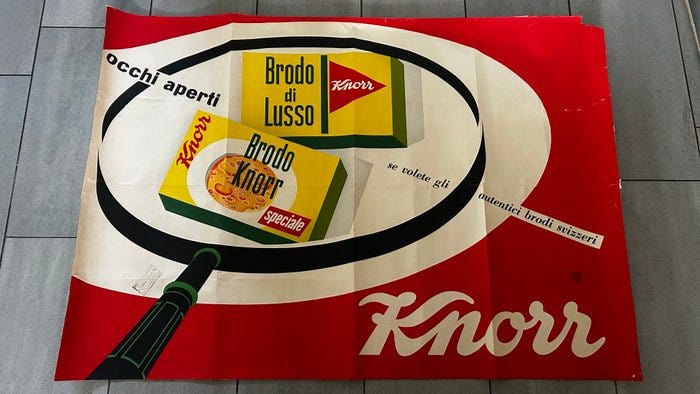 occhi aperti
Brodo
di
Lusso
Knorr
Knorr
Brodo
Knorr
speciale
se volete gli
autentici brodi svizzeri
Knorr